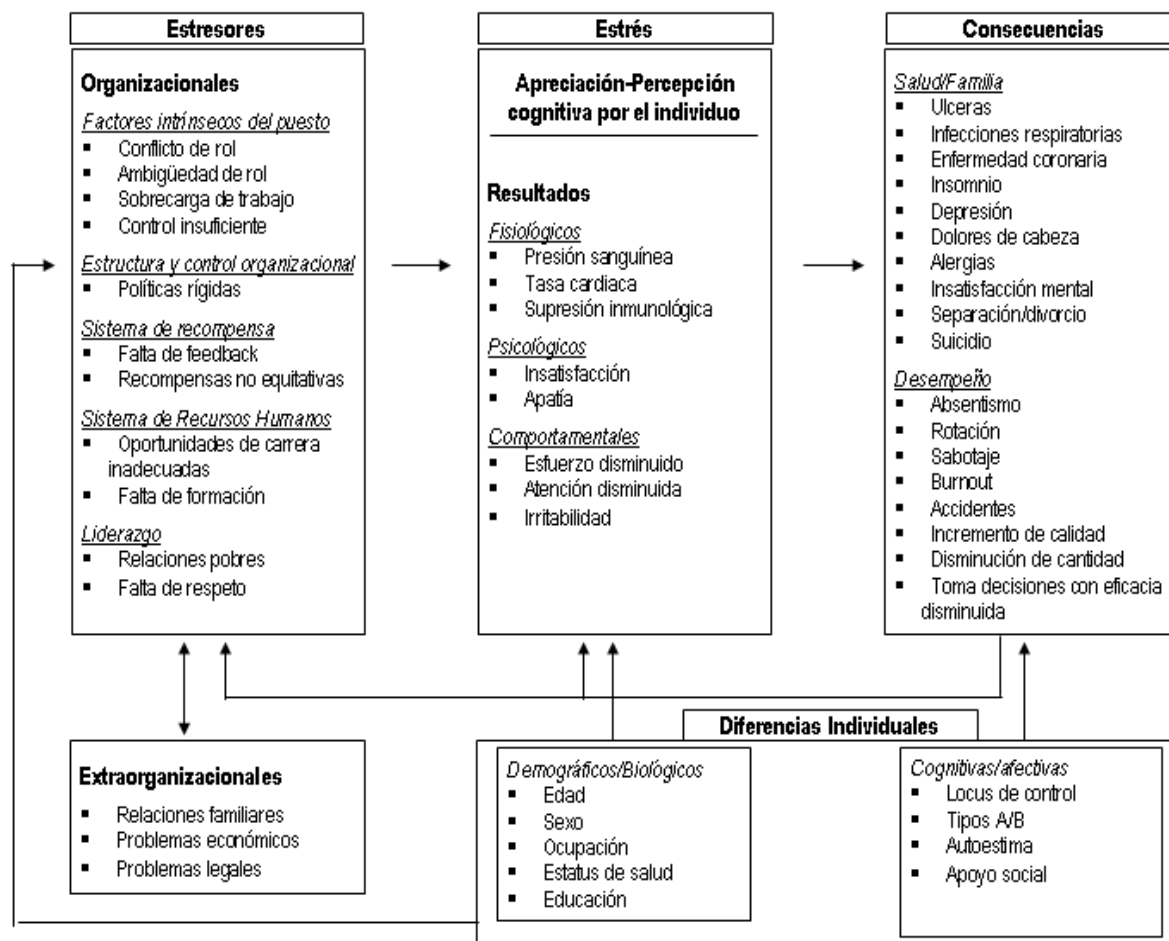 Estresores
Organizacionales
Factores intrínsecos del puesto
▪ Conflicto de rol
▪ Ambigüedad de rol
▪ Sobrecarga de trabajo
▪ Control insuficiente
Estructura y control organizacional
▪ Políticas rígidas
Sistema de recompensa
▪ Falta de feedback
▪ Recompensas no equitativas
Sistema de Recursos Humanos
▪ Oportunidades de carrera
inadecuadas
▪ Falta de formación
Liderazgo
▪ Relaciones pobres
▪ Falta de respeto
Estrés
Apreciación-Percepción
cognitiva por el individuo
Resultados
Fisiológicos
▪ Presión sanguínea
▪ Tasa cardiaca
▪ Supresión inmunológica
Psicológicos
▪ Insatisfacción
▪ Apatía
Comportamentales
▪ Esfuerzo disminuido
▪ Atención disminuida
▪ Irritabilidad
Consecuencias
Salud/Familia
▪ Ulceras
▪ Infecciones respiratorias
▪ Enfermedad coronaria
▪ Insomnio
▪ Depresión
▪ Dolores de cabeza
▪ Alergias
▪ Insatisfacción mental
▪ Separación/divorcio
▪ Suicidio
Desempeño
▪ Absentismo
▪ Rotación
▪ Sabotaje
▪ Burnout
▪ Accidentes
▪ Incremento de calidad
▪ Disminución de cantidad
▪ Toma decisiones con eficacia
disminuida
Extraorganizacionales
▪ Relaciones familiares
▪ Problemas económicos
▪ Problemas legales
Diferencias Individuales
Demográficos/Biológicos
▪ Edad
▪ Sexo
▪ Ocupación
▪ Estatus de salud
▪ Educación
Cognitivas/afectivas
▪ Locus de control
▪ Tipos A/B
▪ Autoestima
▪ Apoyo social